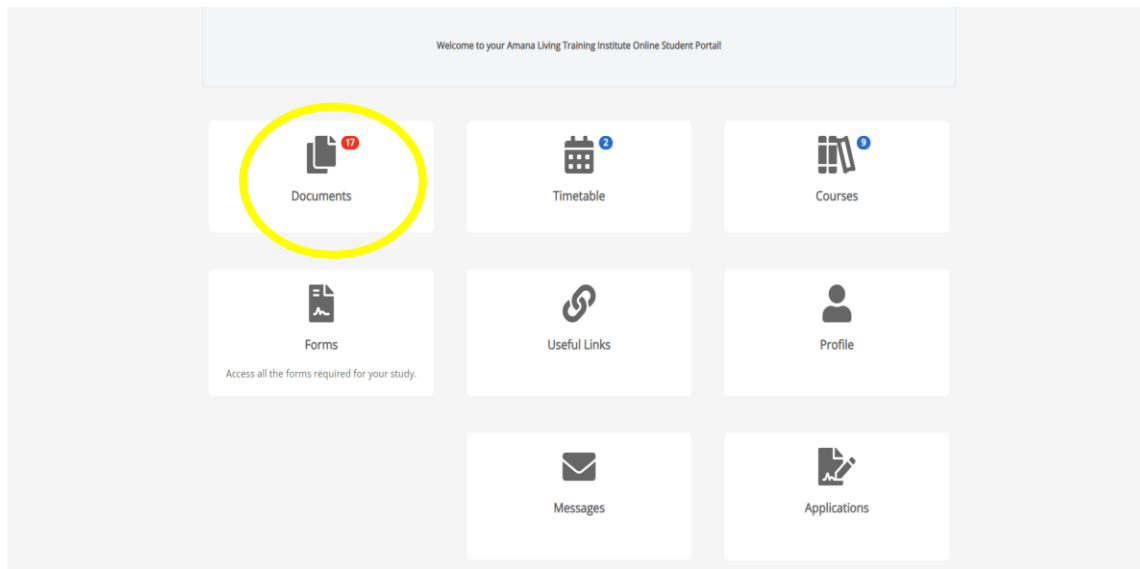 Welcome to your Amana Living Training Institute Online Student Portal!
17
Documents
2
Timetable
9
Courses
Forms
Access all the forms required for your study.
Useful Links
Profile
Messages
Applications